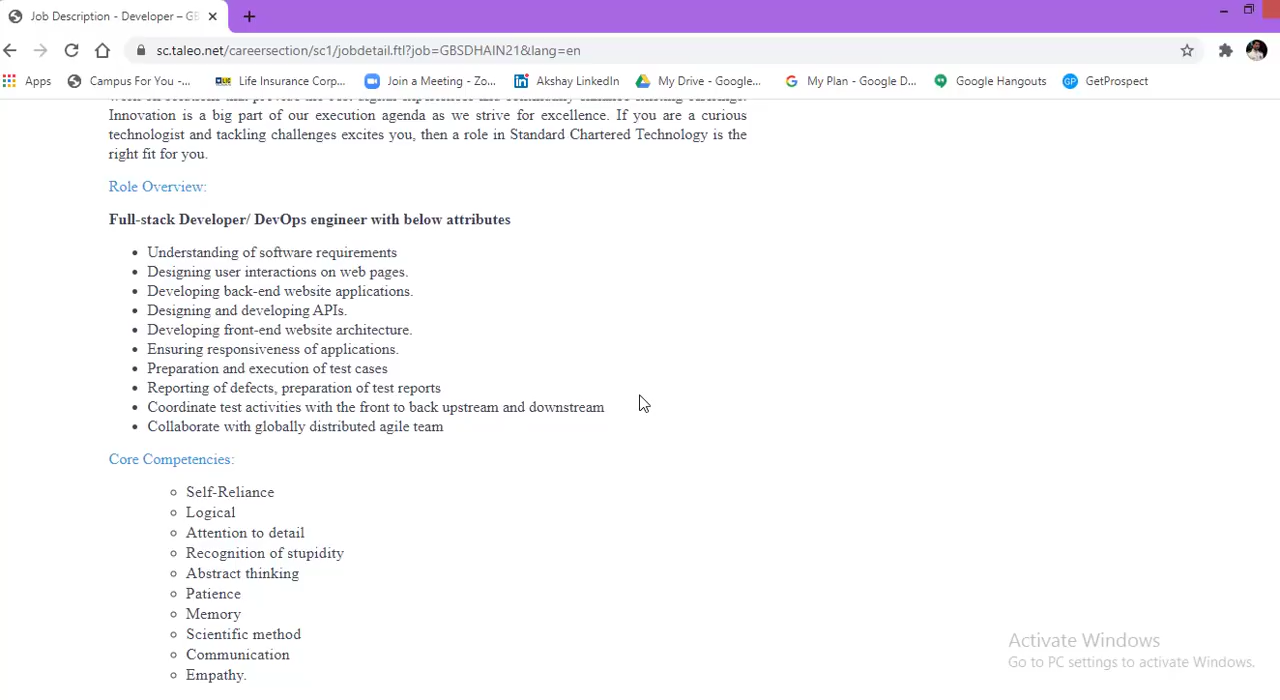 Job Description - Developer – GB
sc.taleo.net/careersection/sc1/jobdetail.ftl?job=GBSDHAIN21&lang=en
Apps Campus For You -... Life Insurance Corp... Join a Meeting - Zo... Akshay LinkedIn My Drive - Google... My Plan - Google D... Google Hangouts GP GetProspect
Innovation is a big part of our execution agenda as we strive for excellence. If you are a curious
technologist and tackling challenges excites you, then a role in Standard Chartered Technology is the
right fit for you.
Role Overview:
Full-stack Developer/ DevOps engineer with below attributes
• Understanding of software requirements
• Designing user interactions on web pages.
• Developing back-end website applications.
• Designing and developing APIs.
• Developing front-end website architecture.
• Ensuring responsiveness of applications.
• Preparation and execution of test cases
• Reporting of defects, preparation of test reports
• Coordinate test activities with the front to back upstream and downstream
• Collaborate with globally distributed agile team
Core Competencies:
◦ Self-Reliance
◦ Logical
◦ Attention to detail
◦ Recognition of stupidity
◦ Abstract thinking
◦ Patience
◦ Memory
◦ Scientific method
◦ Communication
◦ Empathy.
Activate Windows
Go to PC settings to activate Windows.